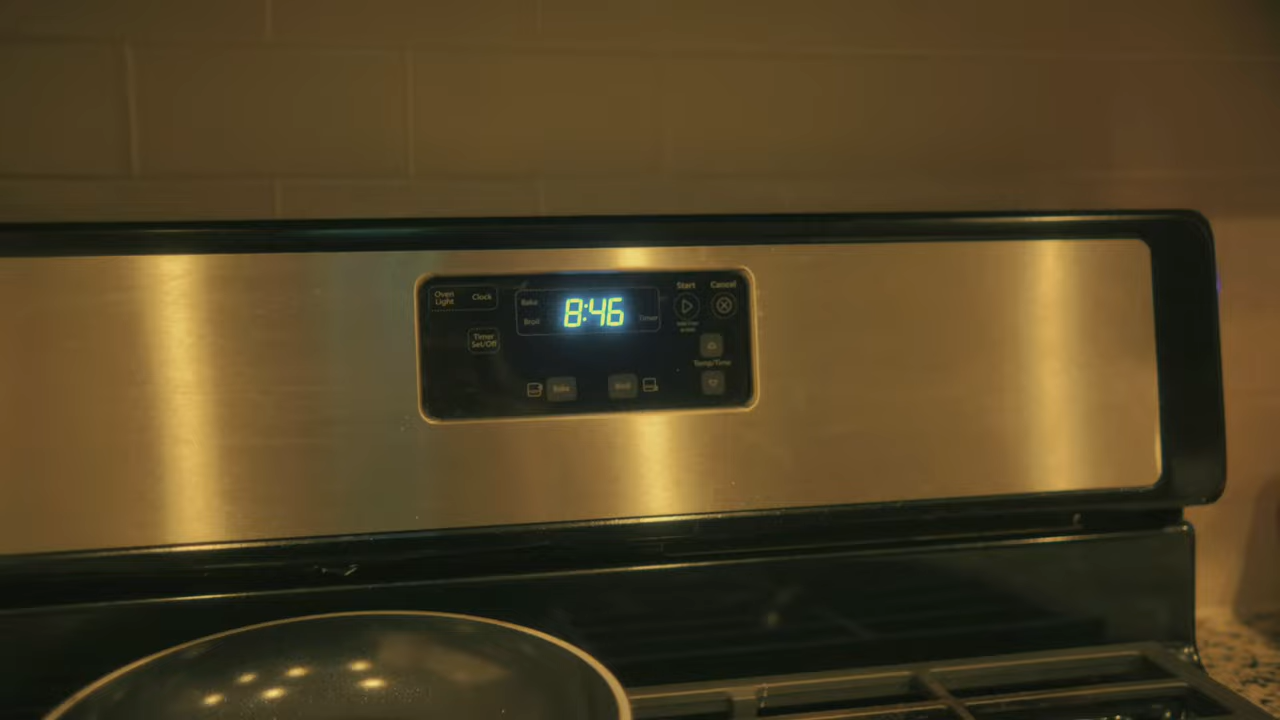 Oven Light
Clock
Timer Set/Off
Bake
Broil
8:46
Timer
Start
Cancel
Temp/Time
Bake
Broil